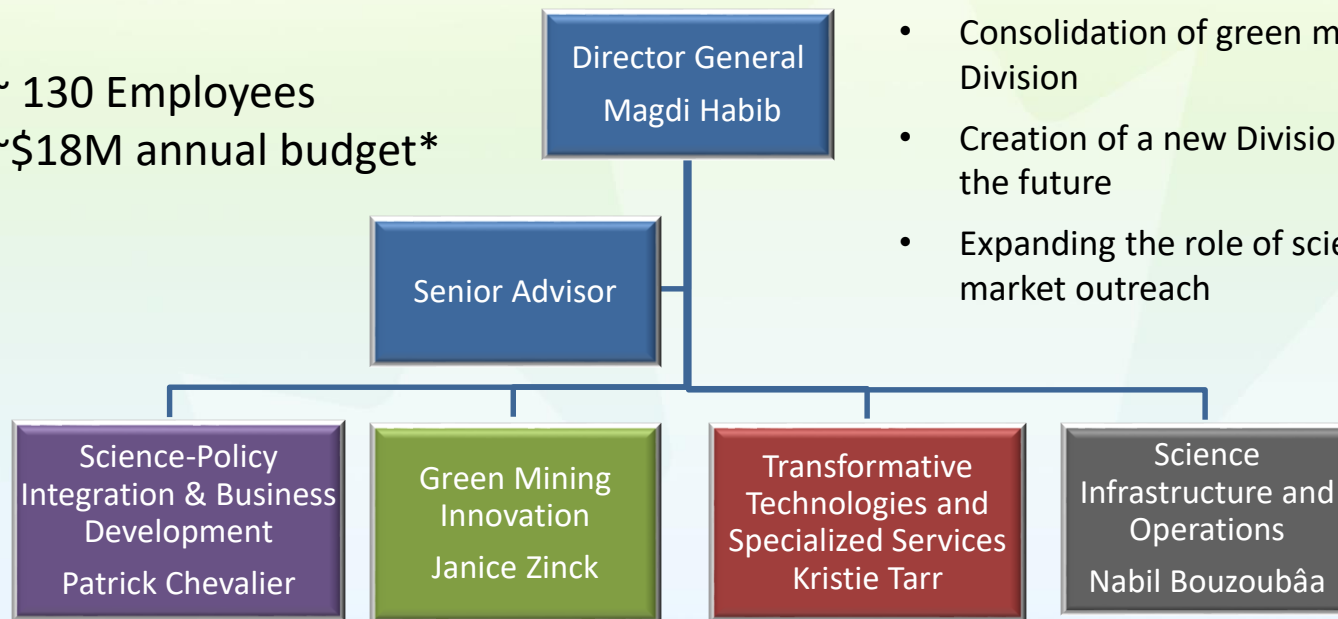 ~ 130 Employees
~$18M annual budget*
Director General
Magdi Habib
• Consolidation of green
Division
• Creation of a new
the future
• Expanding the role of
market outreach
Senior Advisor
Science-Policy
Integration & Business
Development
Patrick Chevalier
Green Mining
Innovation
Janice Zinck
Transformative
Technologies and
Specialized Services
Kristie Tarr
Science
Infrastructure and
Operations
Nabil Bouzoubâa